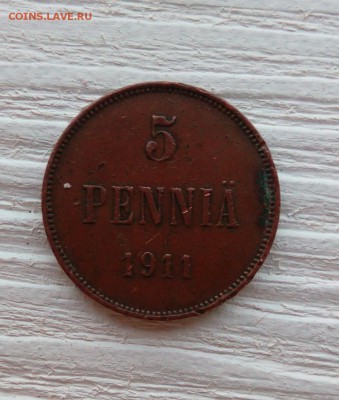 COINS.LAVE.RU
5
PENNIÄ
1911